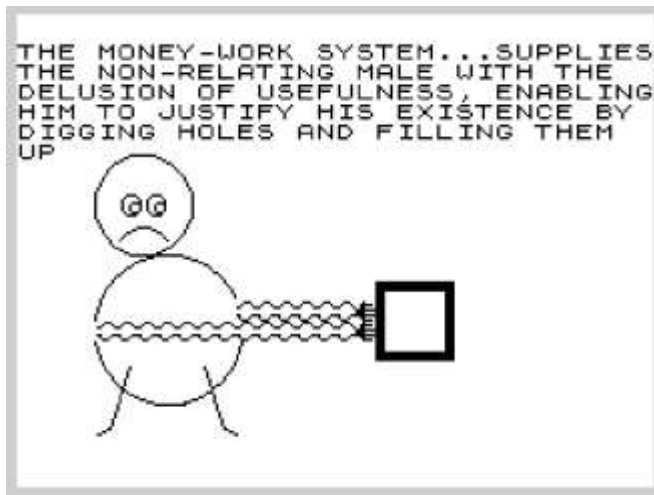 THE MONEY-WORK SYSTEM...SUPPLIES
THE NON-RELATING MALE WITH THE
DELUSION OF USEFULNESS, ENABLING
HIM TO JUSTIFY HIS EXISTENCE BY
DIGGING HOLES AND FILLING THEM
UP